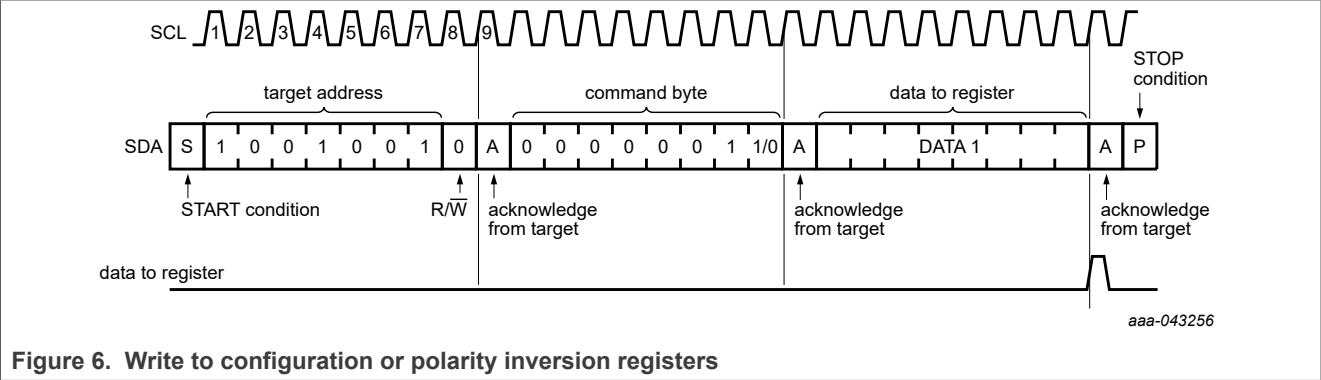 SCL 1 2 3 4 5 6 7 8 9
STOP
condition
target address command byte data to register
SDA S 1 0 0 1 0 0 1 0 A 0 0 0 0 0 0 1 1/0 A DATA 1 A P
START condition R/W̅ acknowledge
from target acknowledge
from target acknowledge
from target
data to register
aaa-043256
Figure 6. Write to configuration or polarity inversion registers